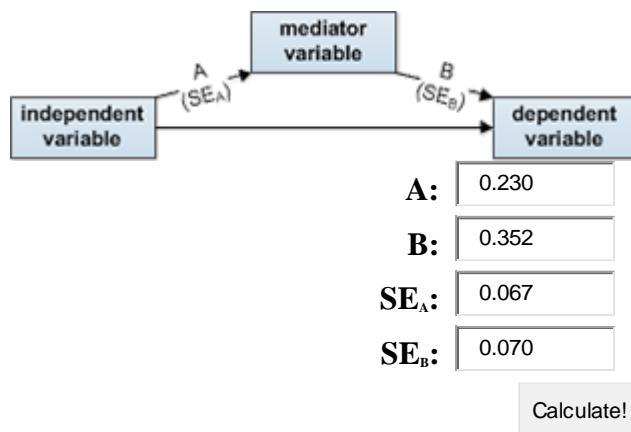 mediator
variable
A
(SEA)
B
(SEB)
independent
variable
dependent
variable
A: 0.230
B: 0.352
SEA: 0.067
SEB: 0.070
Calculate!